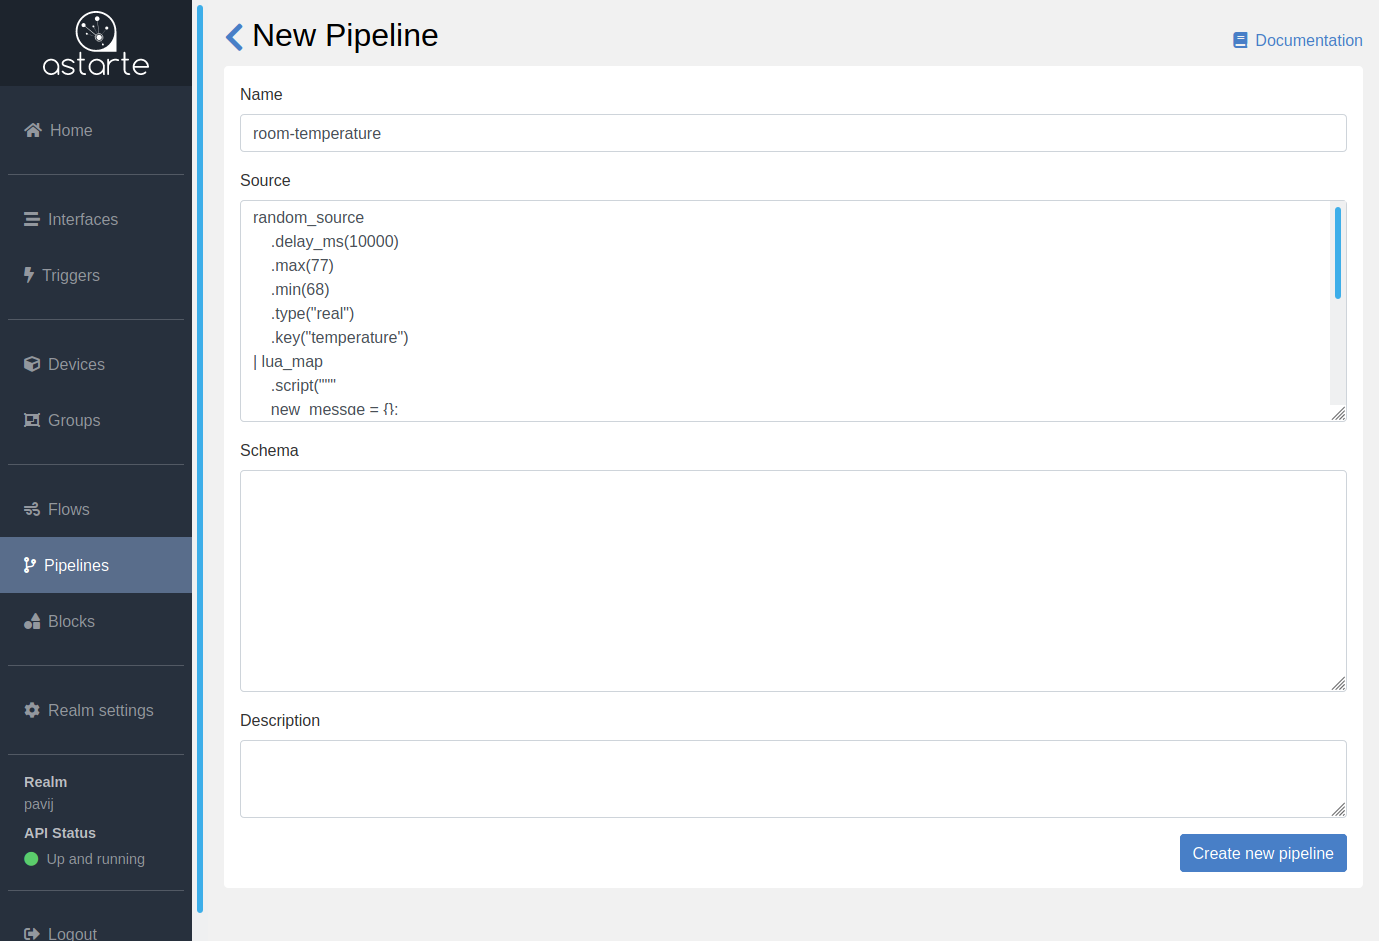 astarte
Home
Interfaces
Triggers
Devices
Groups
Flows
Pipelines
Blocks
Realm settings
Realm
pavij
API Status
Up and running
Logout
New Pipeline
Documentation
Name
room-temperature
Source
random_source
.delay_ms(10000)
.max(77)
.min(68)
.type("real")
.key("temperature")
| lua_map
.script("""
new_messge = {};
Schema
Description
Create new pipeline